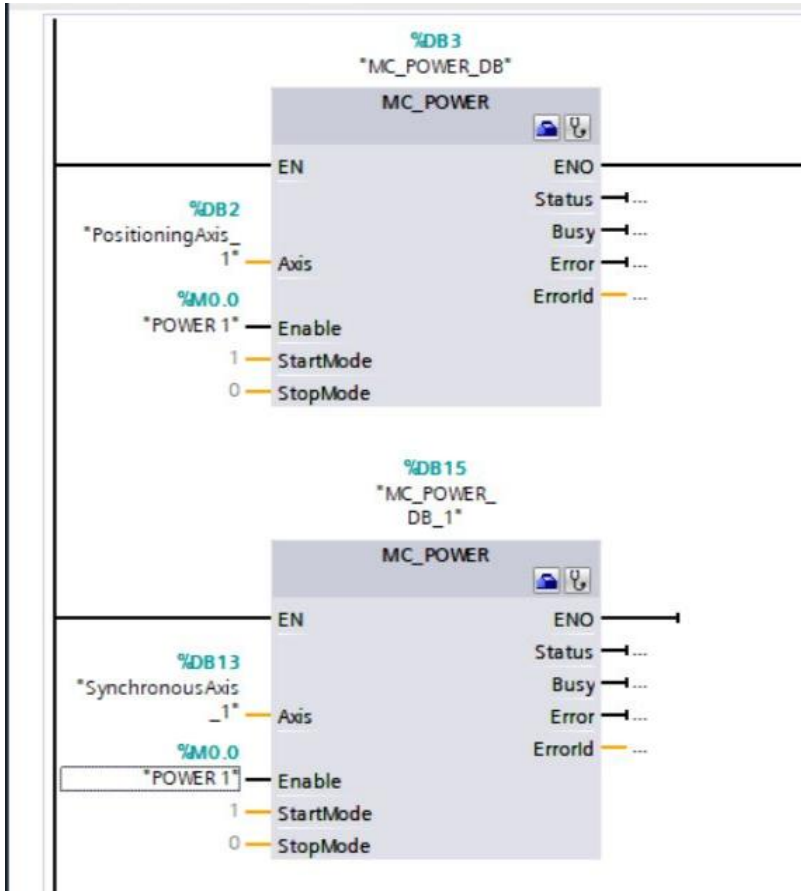 %DB3
"MC_POWER_DB"
MC_POWER
EN ENO
Status ...
%DB2
"PositioningAxis_
Busy ...
1" Axis Error ...
%M0.0
ErrorId ...
"POWER 1" Enable
1 StartMode
0 StopMode
%DB15
"MC_POWER_
DB_1"
MC_POWER
EN ENO
Status ...
%DB13
"SynchronousAxis
Busy ...
_1" Axis Error ...
%M0.0
ErrorId ...
"POWER 1" Enable
1 StartMode
0 StopMode